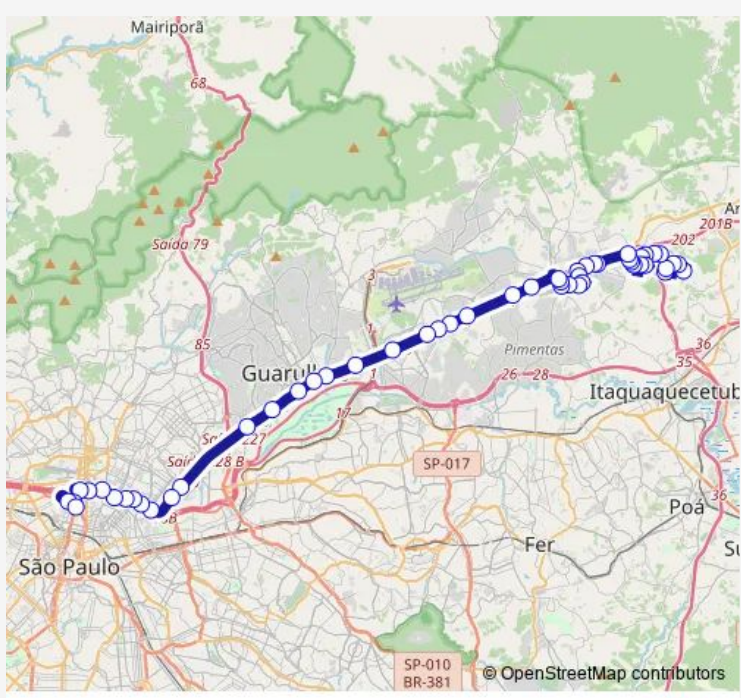 Mairiporã
68
Ar
201B
202
Saída 79
3
1
85
36
Pimentas
35
Guarull
1
26
28
Itaquaquecetub
17
227
28 B
SP-017
36
Poá
Fer
São Paulo
SP-010
BR-381
© OpenStreetMap contributors